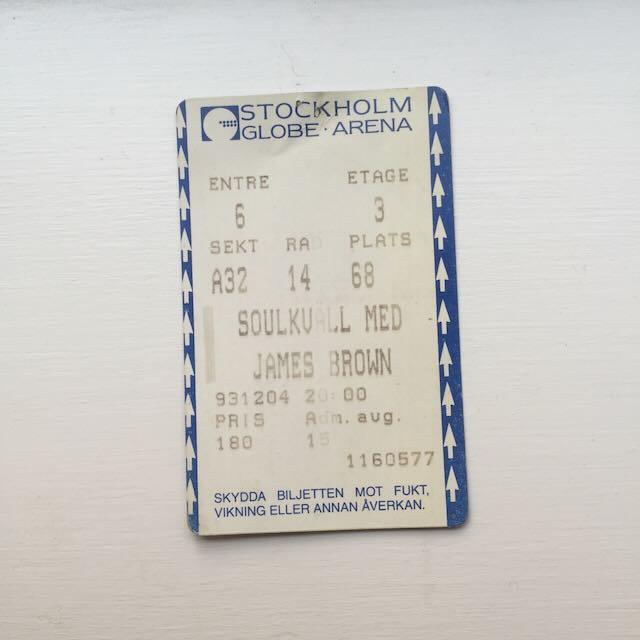 STOCKHOLM
GLOBE·ARENA
ENTRE ETAGE
6 3
SEKT RAD PLATS
A32 14 68
SOULKVALL MED
JAMES BROWN
931204 20:00
PRIS Adm.avg.
180 15
1160577
SKYDDA BILJETTEN MOT FUKT,
VIKNING ELLER ANNAN ÅVERKAN.